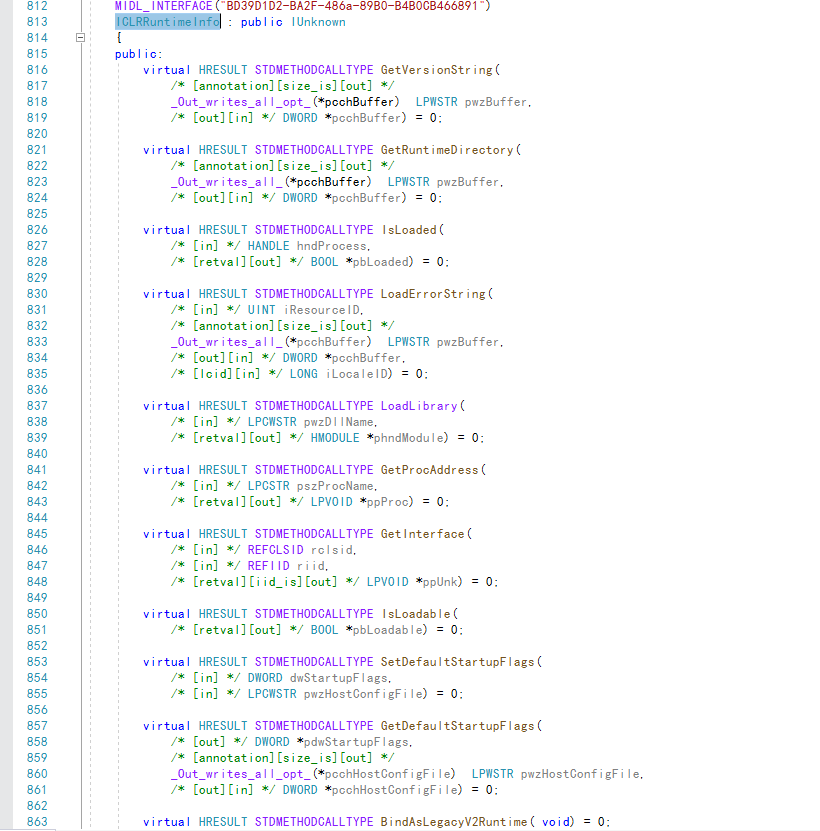 812 MIDL_INTERFACE("BD39D1D2-BA2F-486a-89B0-B4B0CB466891")
813 ICLRRuntimeInfo : public IUnknown
814 {
815 public:
816 virtual HRESULT STDMETHODCALLTYPE GetVersionString(
817 /* [annotation][size_is][out] */
818 _Out_writes_all_opt_(*pcchBuffer)  LPWSTR pwzBuffer,
819 /* [out][in] */ DWORD *pcchBuffer) = 0;
820
821 virtual HRESULT STDMETHODCALLTYPE GetRuntimeDirectory(
822 /* [annotation][size_is][out] */
823 _Out_writes_all_(*pcchBuffer)  LPWSTR pwzBuffer,
824 /* [out][in] */ DWORD *pcchBuffer) = 0;
825
826 virtual HRESULT STDMETHODCALLTYPE IsLoaded(
827 /* [in] */ HANDLE hndProcess,
828 /* [retval][out] */ BOOL *pbLoaded) = 0;
829
830 virtual HRESULT STDMETHODCALLTYPE LoadErrorString(
831 /* [in] */ UINT iResourceID,
832 /* [annotation][size_is][out] */
833 _Out_writes_all_(*pcchBuffer)  LPWSTR pwzBuffer,
834 /* [out][in] */ DWORD *pcchBuffer,
835 /* [lcid][in] */ LONG iLocaleID) = 0;
836
837 virtual HRESULT STDMETHODCALLTYPE LoadLibrary(
838 /* [in] */ LPCWSTR pwzDllName,
839 /* [retval][out] */ HMODULE *phndModule) = 0;
840
841 virtual HRESULT STDMETHODCALLTYPE GetProcAddress(
842 /* [in] */ LPCSTR pszProcName,
843 /* [retval][out] */ LPVOID *ppProc) = 0;
844
845 virtual HRESULT STDMETHODCALLTYPE GetInterface(
846 /* [in] */ REFCLSID rclsid,
847 /* [in] */ REFIID riid,
848 /* [retval][iid_is][out] */ LPVOID *ppUnk) = 0;
849
850 virtual HRESULT STDMETHODCALLTYPE IsLoadable(
851 /* [retval][out] */ BOOL *pbLoadable) = 0;
852
853 virtual HRESULT STDMETHODCALLTYPE SetDefaultStartupFlags(
854 /* [in] */ DWORD dwStartupFlags,
855 /* [in] */ LPCWSTR pwzHostConfigFile) = 0;
856
857 virtual HRESULT STDMETHODCALLTYPE GetDefaultStartupFlags(
858 /* [out] */ DWORD *pdwStartupFlags,
859 /* [annotation][size_is][out] */
860 _Out_writes_all_opt_(*pcchHostConfigFile)  LPWSTR pwzHostConfigFile,
861 /* [out][in] */ DWORD *pcchHostConfigFile) = 0;
862
863 virtual HRESULT STDMETHODCALLTYPE BindAsLegacyV2Runtime( void) = 0;